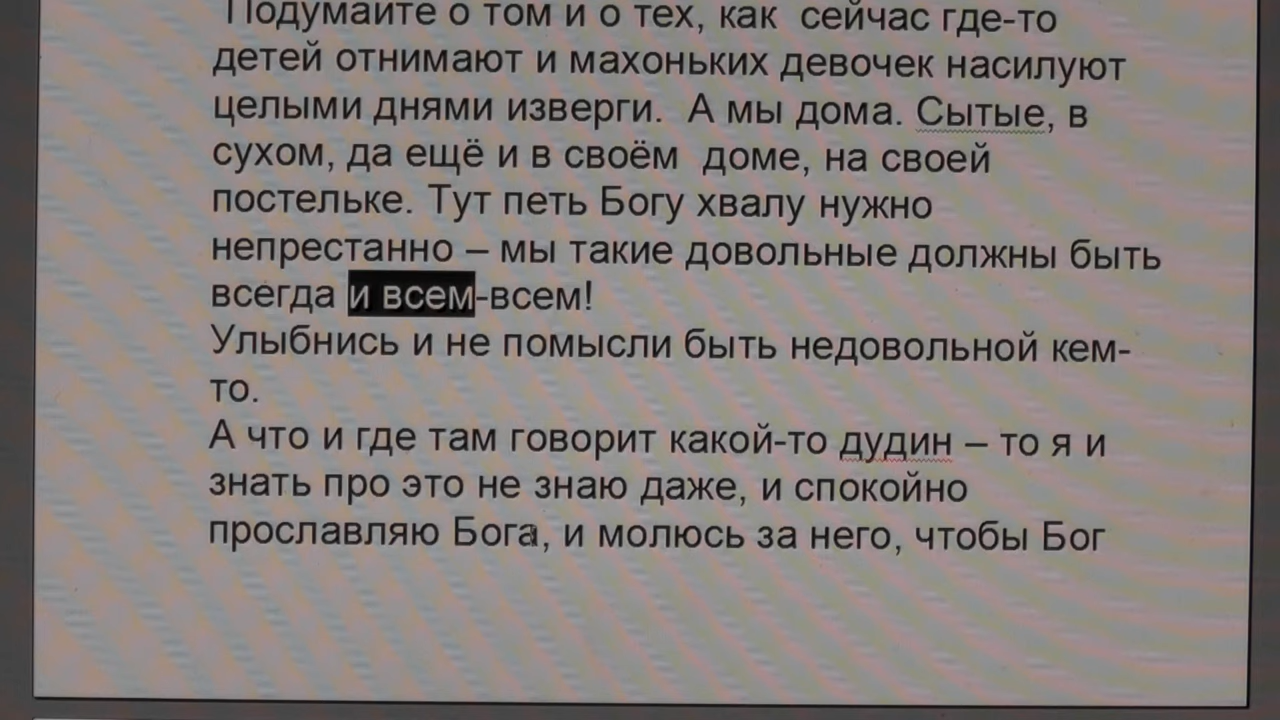 Подумайте о том и о тех, как сейчас где-то
детей отнимают и махоньких девочек насилуют
целыми днями изверги. А мы дома. Сытые, в
сухом, да ещё и в своём доме, на своей
постельке. Тут петь Богу хвалу нужно
непрестанно – мы такие довольные должны быть
всегда и всем-всем!
Улыбнись и не помысли быть недовольной кем-
то.
А что и где там говорит какой-то дудин – то я и
знать про это не знаю даже, и спокойно
прославляю Бога, и молюсь за него, чтобы Бог